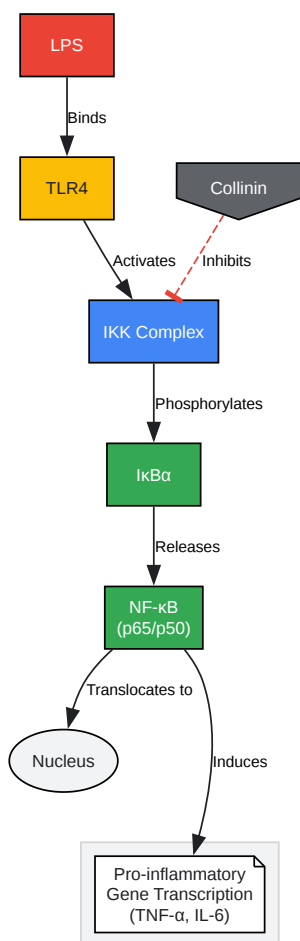 LPS
Binds
TLR4
Collinin
Activates
Inhibits
IKK Complex
Phosphorylates
IκBα
Releases
NF-κB
(p65/p50)
Translocates to
Nucleus
Induces
Pro-inflammatory
Gene Transcription
(TNF-α, IL-6)